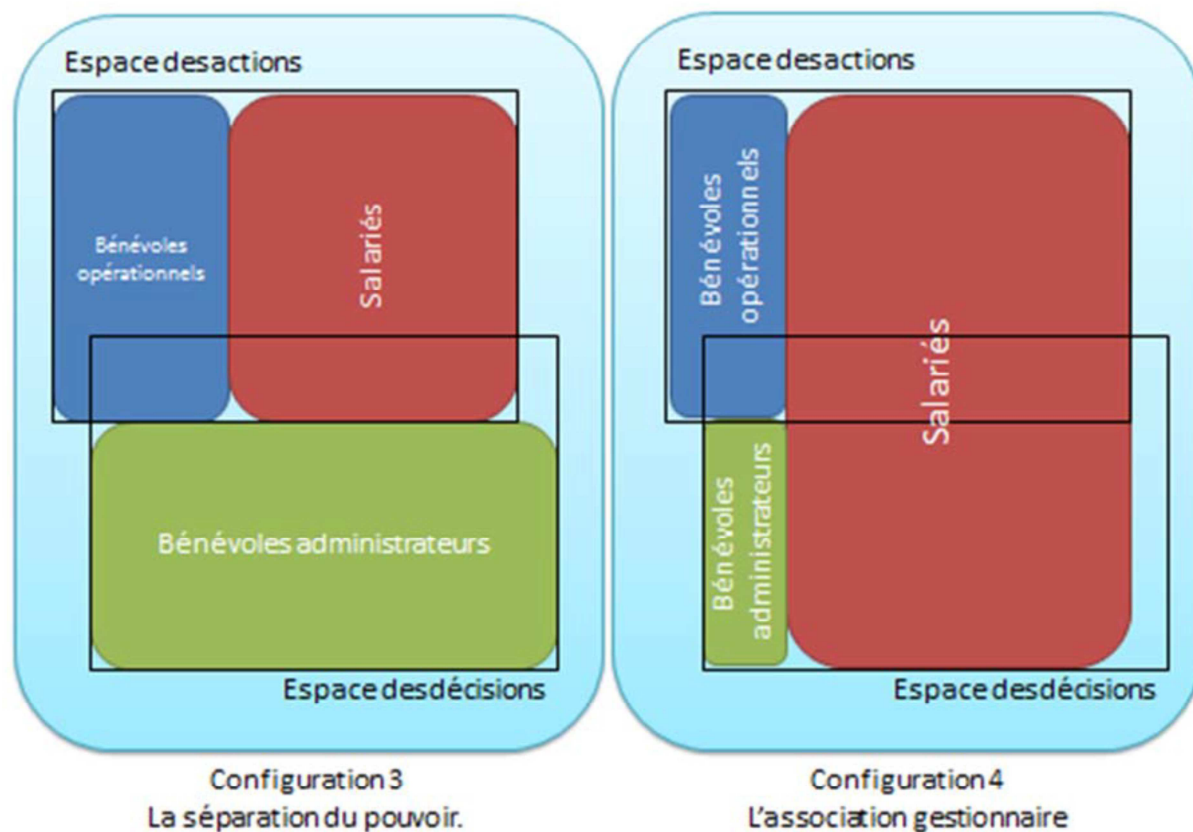 Espace des actions
Bénévoles
opérationnels
Salariés
Bénévoles administrateurs
Espace des décisions
Configuration 3
La séparation du pouvoir.
Espace des actions
Bénévoles
opérationnels
Salariés
Bénévoles
administrateurs
Espace des décisions
Configuration 4
L'association gestionnaire